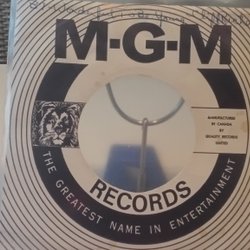 M-G-M
MANUFACTURED
IN CANADA
BY
QUALITY RECORDS
LIMITED
RECORDS
THE GREATEST NAME IN ENTERTAINMENT